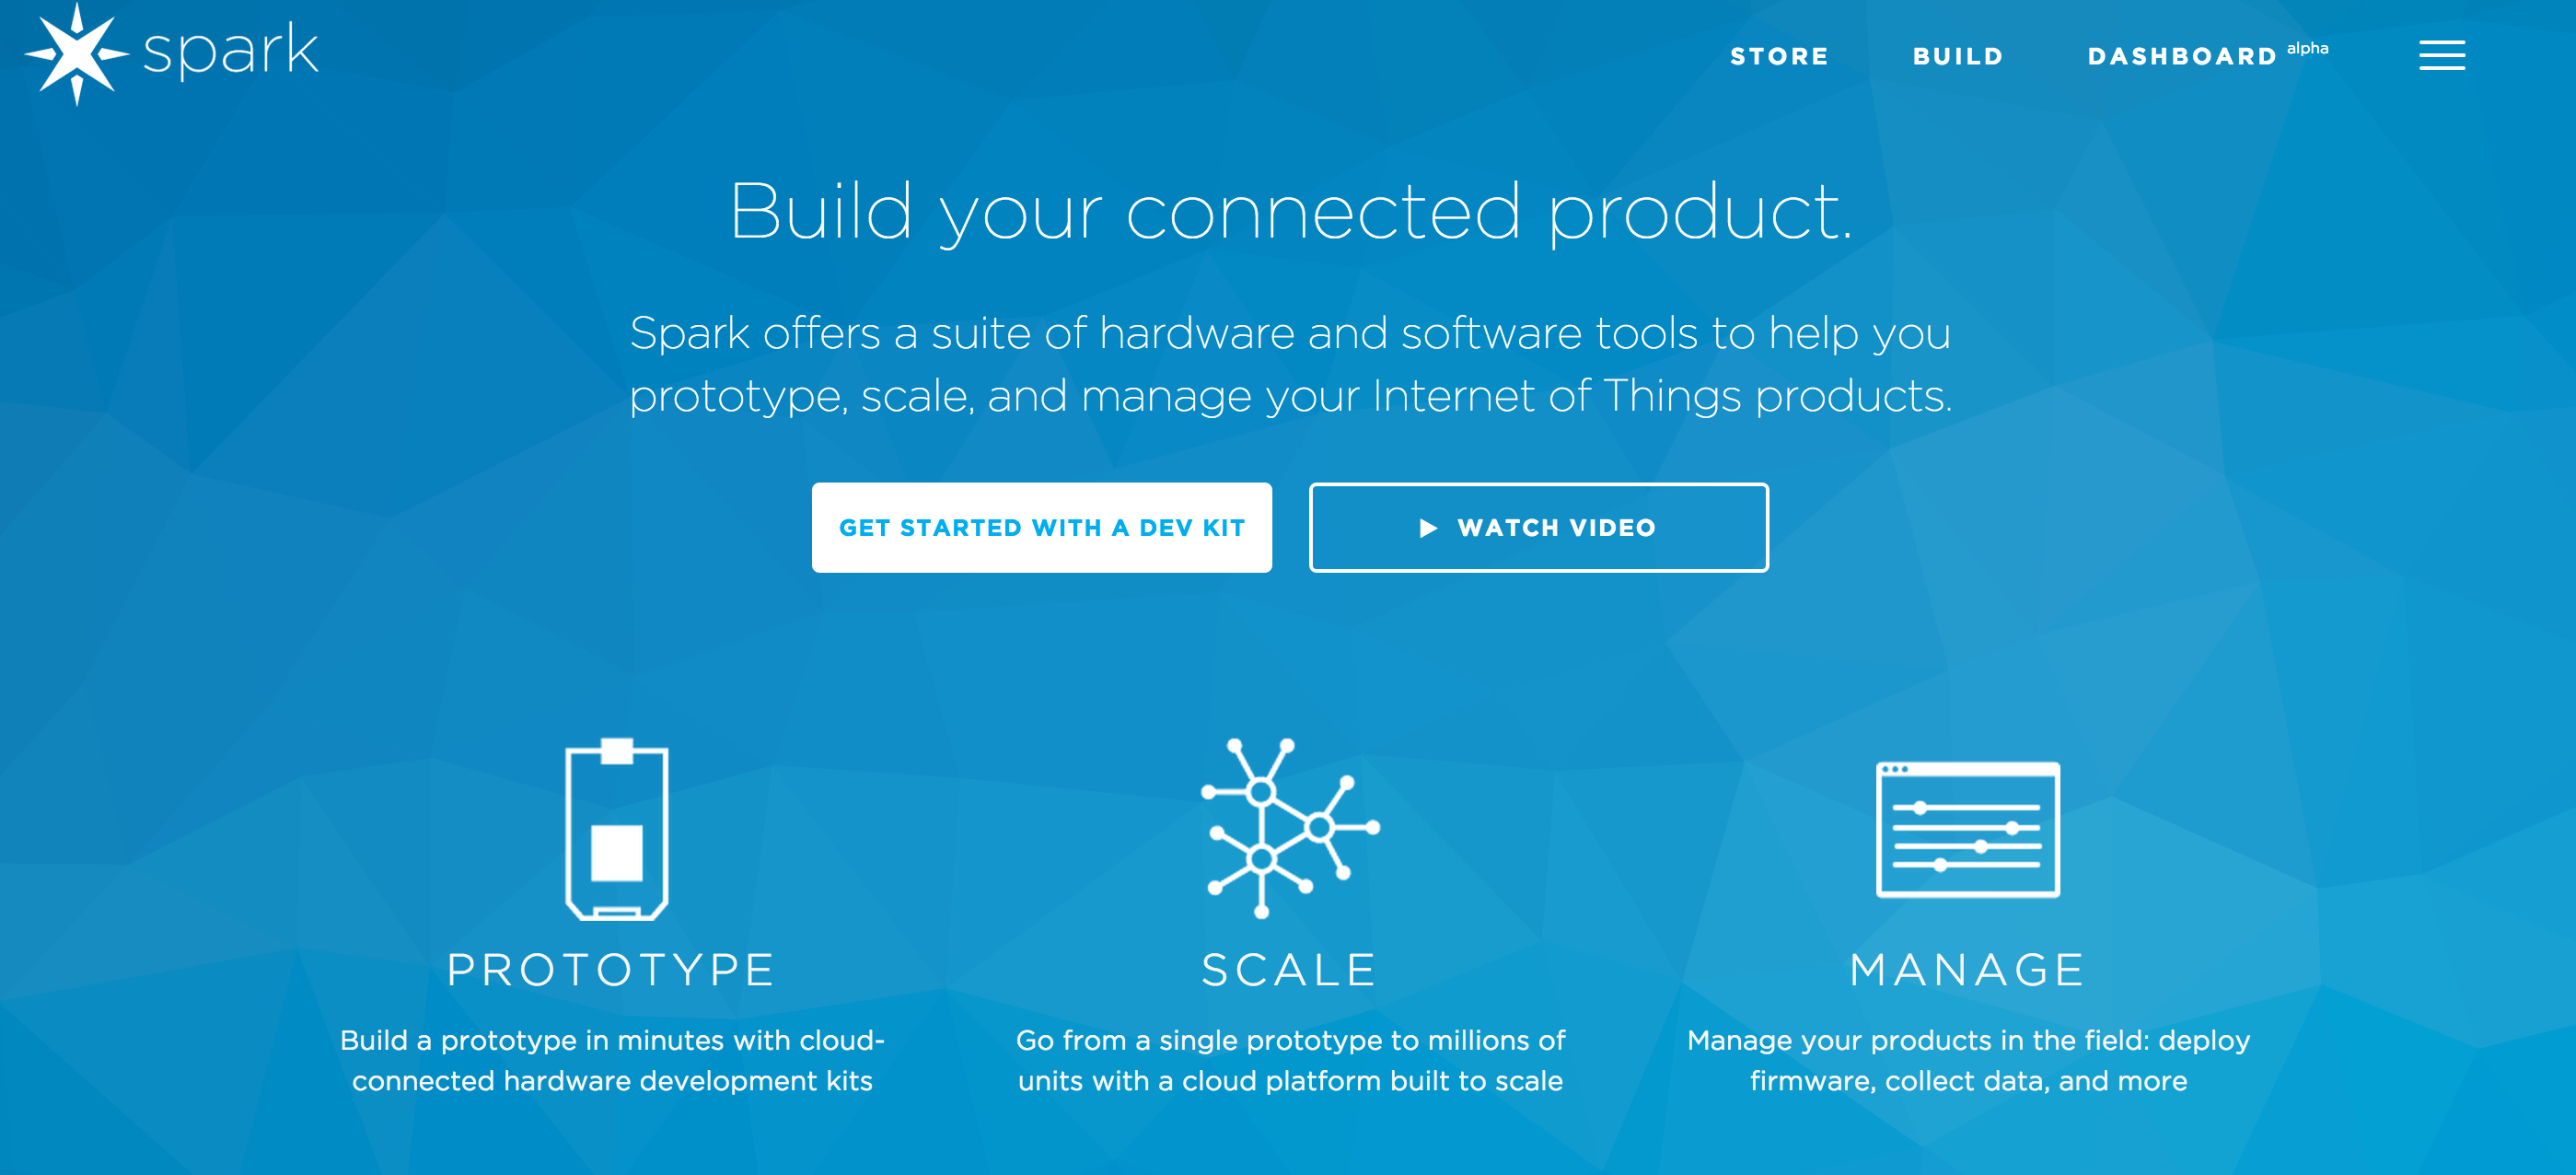 spark
STORE BUILD DASHBOARD alpha
Build your connected product.
Spark offers a suite of hardware and software tools to help you
prototype, scale, and manage your Internet of Things products.
GET STARTED WITH A DEV KIT
WATCH VIDEO
PROTOTYPE
Build a prototype in minutes with cloud-
connected hardware development kits
SCALE
Go from a single prototype to millions of
units with a cloud platform built to scale
MANAGE
Manage your products in the field: deploy
firmware, collect data, and more